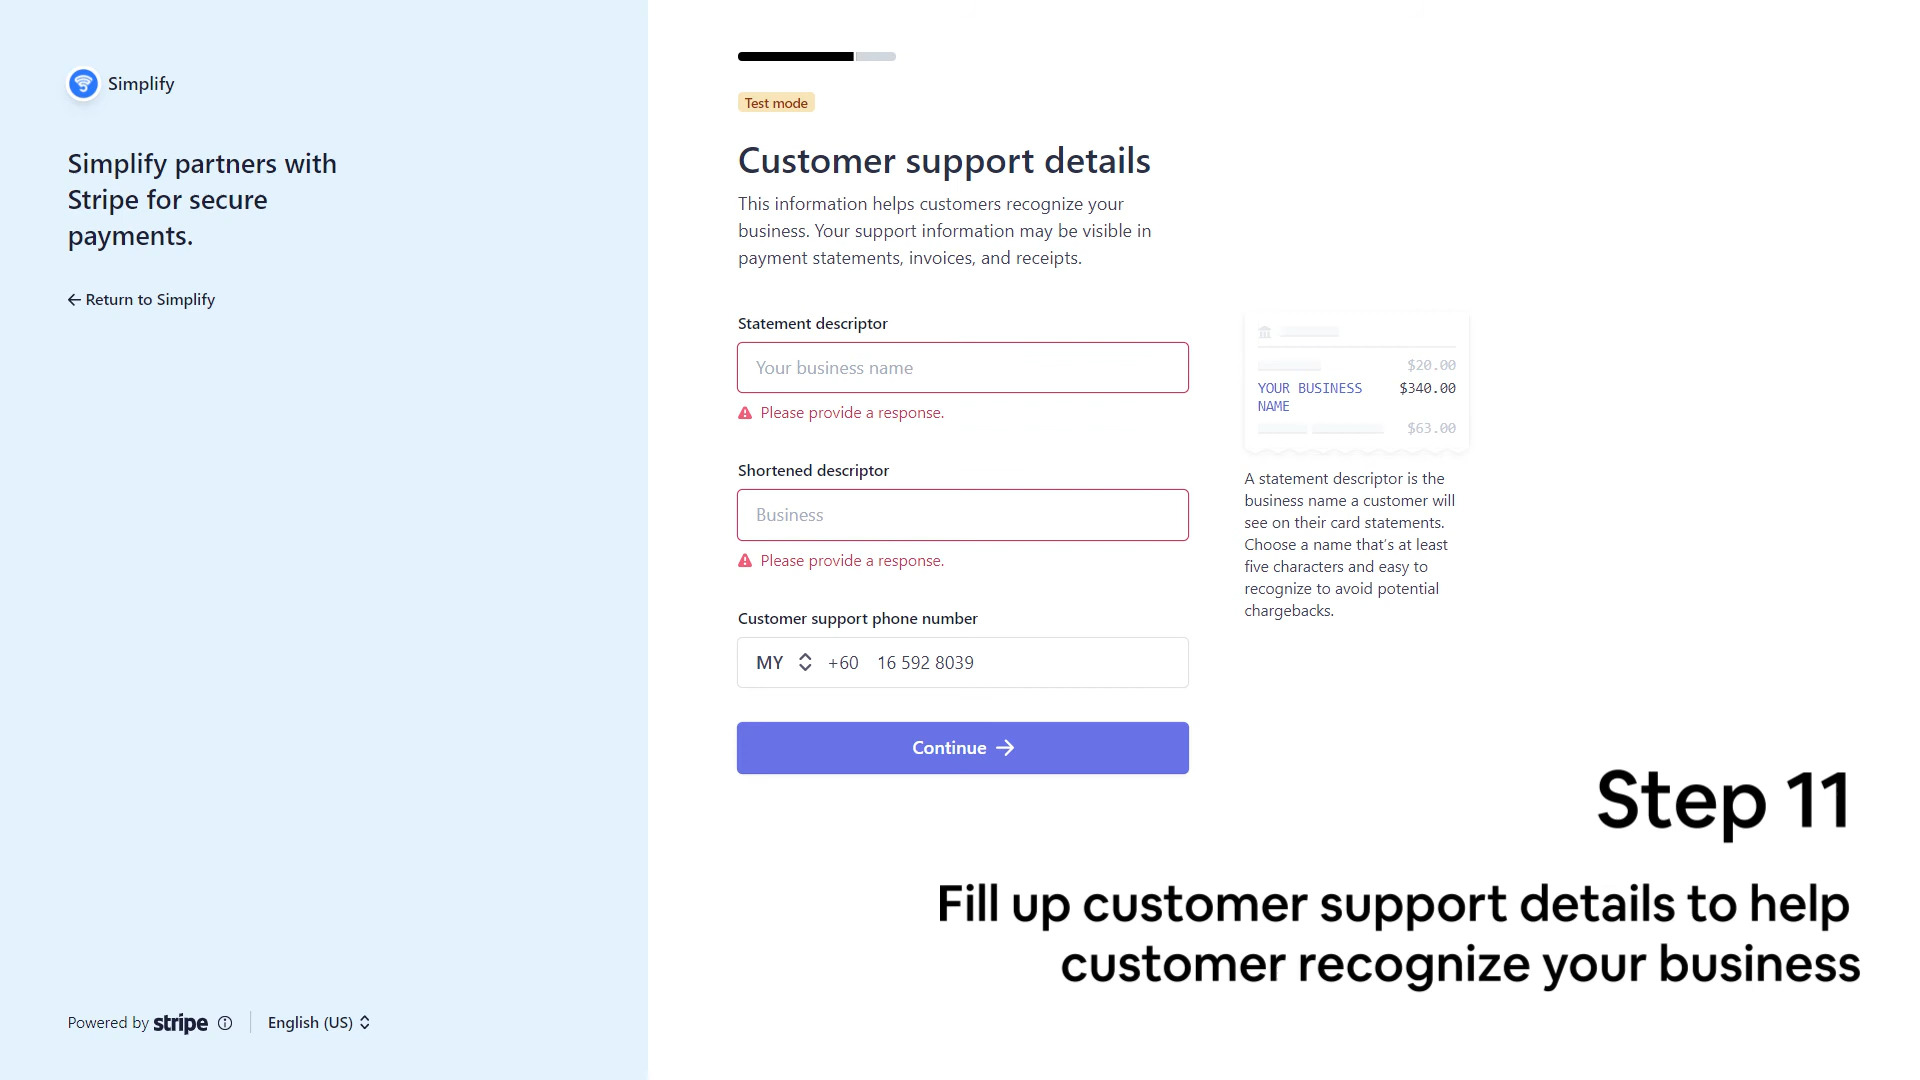 Simplify
Simplify partners with
Stripe for secure
payments.
← Return to Simplify
Powered by stripe
English (US)
Test mode
Customer support details
This information helps customers recognize your
business. Your support information may be visible in
payment statements, invoices, and receipts.
Statement descriptor
Your business name
Please provide a response.
Shortened descriptor
Business
Please provide a response.
Customer support phone number
MY +60 16 592 8039
Continue →
$20.00
YOUR BUSINESS $340.00
NAME
$63.00
A statement descriptor is the
business name a customer will
see on their card statements.
Choose a name that's at least
five characters and easy to
recognize to avoid potential
chargebacks.
Step 11
Fill up customer support details to help
customer recognize your business